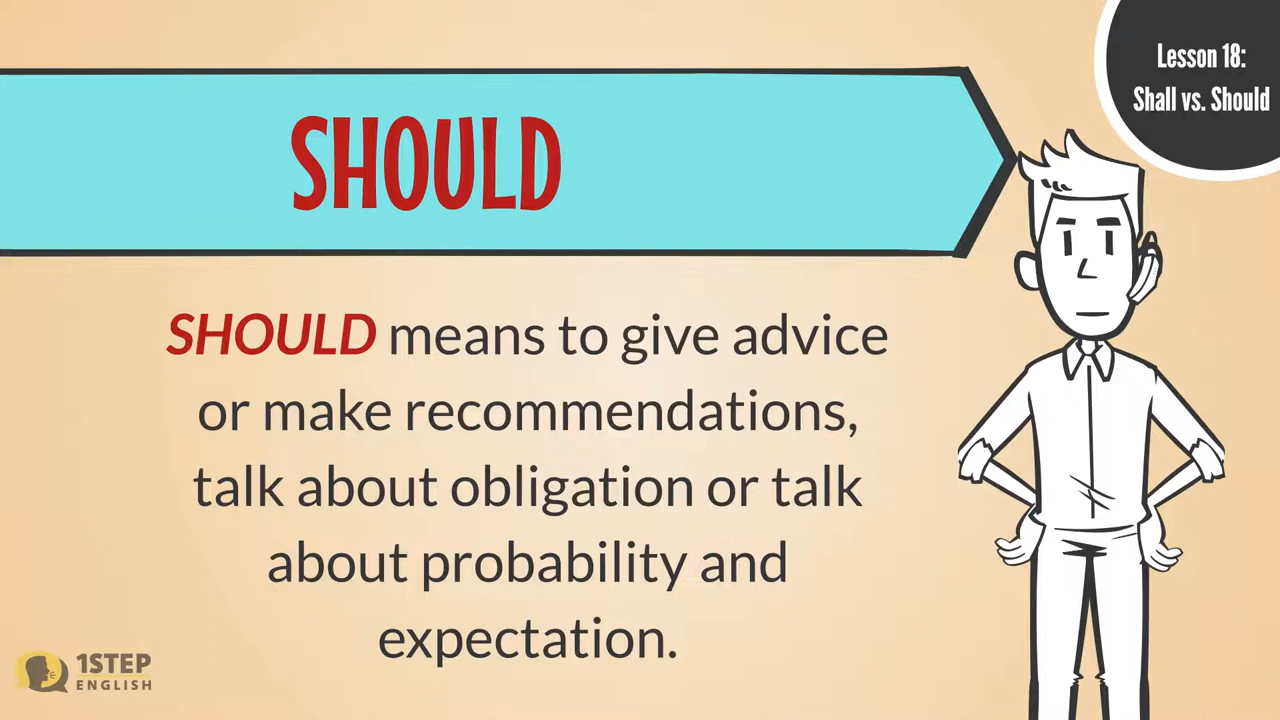 Lesson 18:
Shall vs. Should
SHOULD
SHOULD means to give advice
or make recommendations,
talk about obligation or talk
about probability and
expectation.
1STEP
ENGLISH